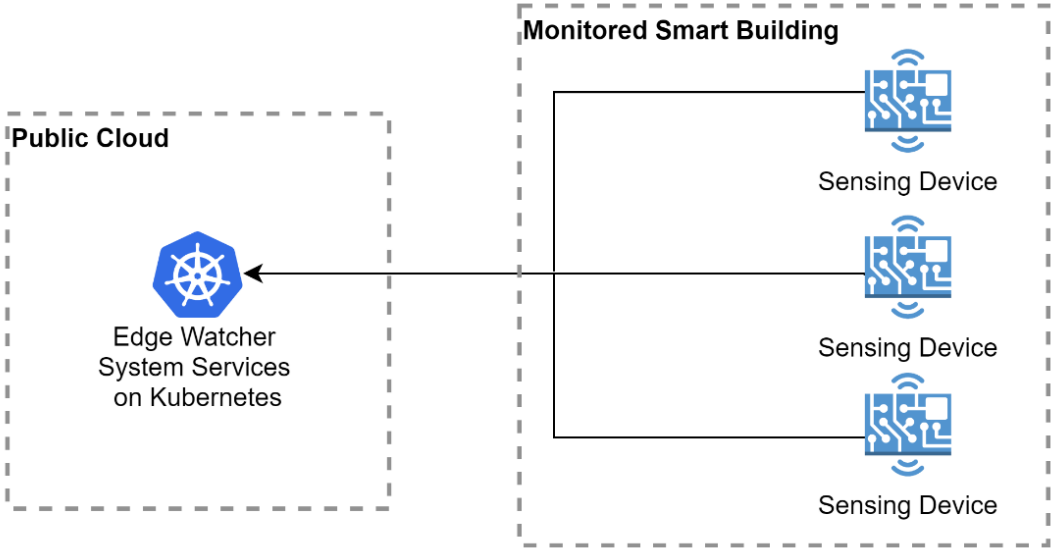 Monitored Smart Building
Public Cloud
Sensing Device
Edge Watcher
System Services
on Kubernetes
Sensing Device
Sensing Device